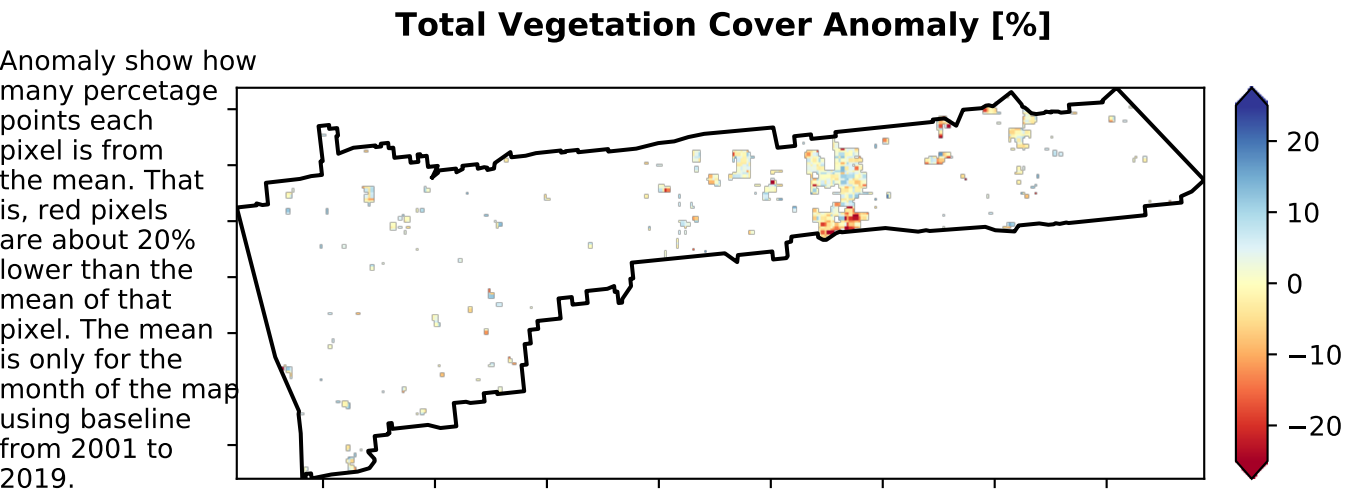 Total Vegetation Cover Anomaly [%]
Anomaly show how
many percetage
points each
pixel is from
the mean. That
is, red pixels
are about 20%
lower than the
mean of that
pixel. The mean
is only for the
month of the map
using baseline
from 2001 to
2019.
20
10
0
−10
−20